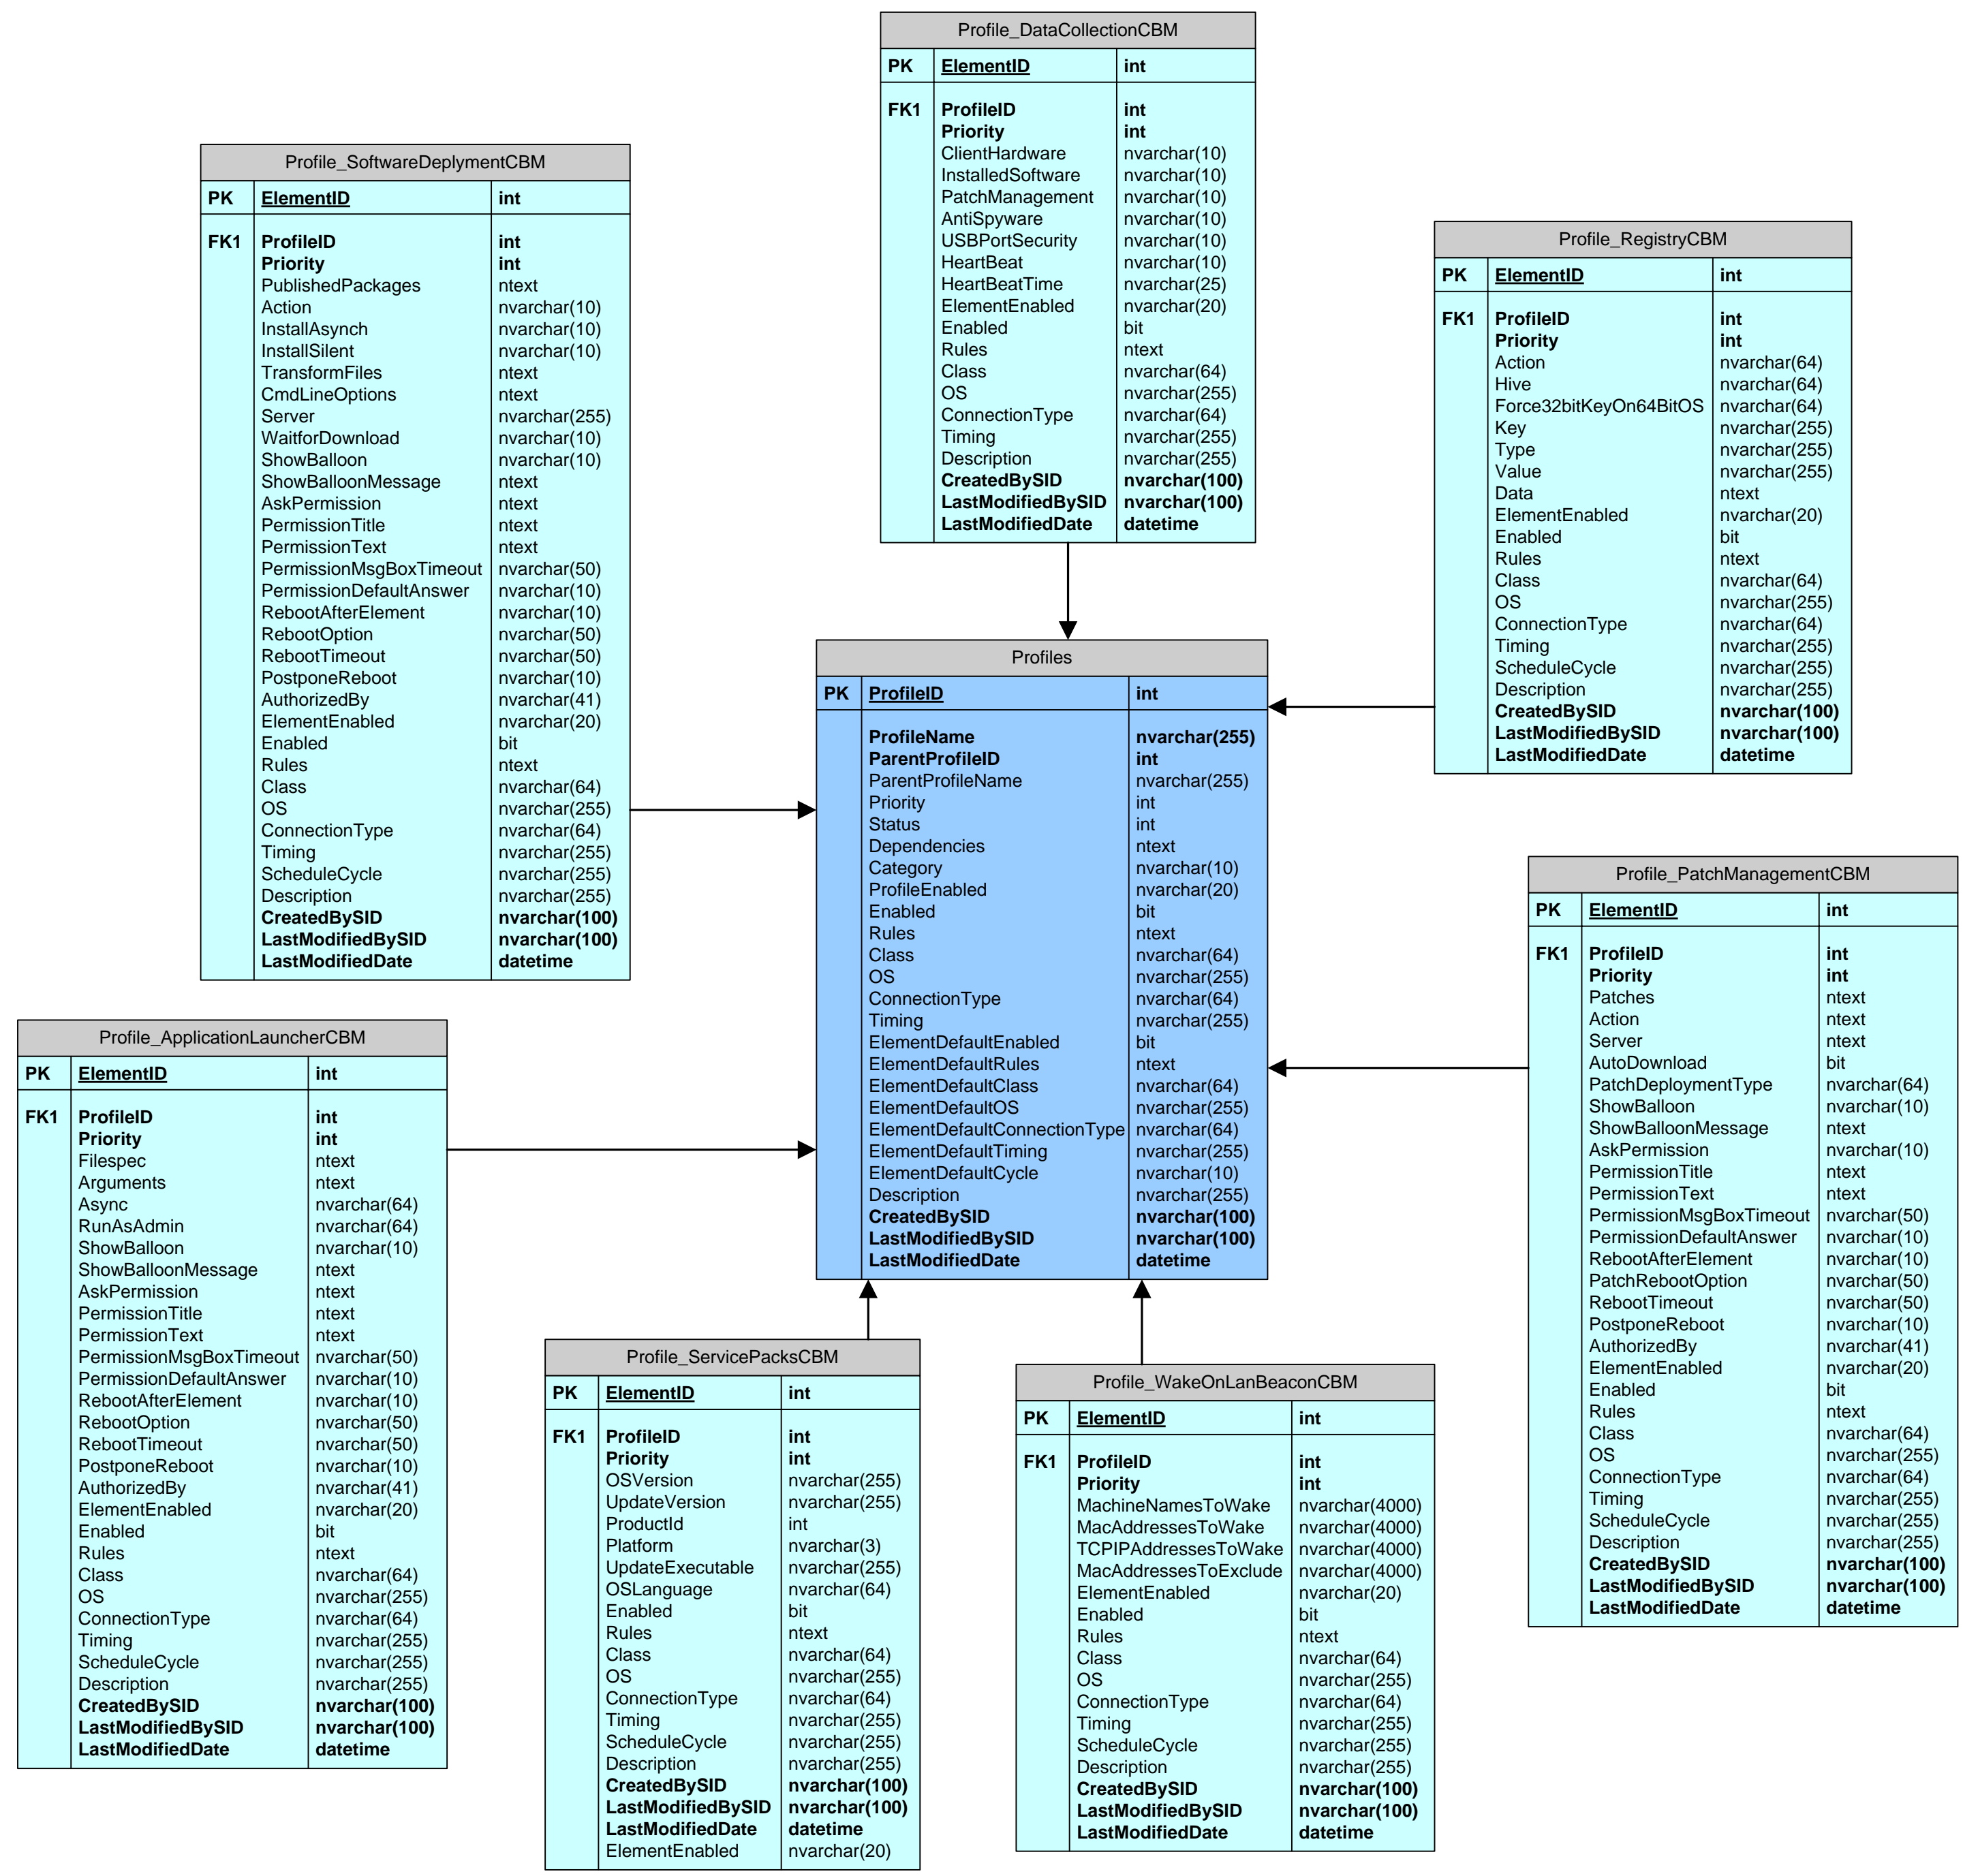 Profile_DataCollectionCBM
PK ElementID int
FK1 ProfileID int
Priority int
ClientHardware nvarchar(10)
InstalledSoftware nvarchar(10)
PatchManagement nvarchar(10)
AntiSpyware nvarchar(10)
USBPortSecurity nvarchar(10)
HeartBeat nvarchar(10)
HeartBeatTime nvarchar(25)
ElementEnabled nvarchar(20)
Enabled bit
Rules ntext
Class nvarchar(64)
OS nvarchar(255)
ConnectionType nvarchar(64)
Timing nvarchar(255)
Description nvarchar(255)
CreatedBySID nvarchar(100)
LastModifiedBySID nvarchar(100)
LastModifiedDate datetime
Profile_SoftwareDeplymentCBM
PK ElementID int
FK1 ProfileID int
Priority int
PublishedPackages ntext
Action nvarchar(10)
InstallAsynch nvarchar(10)
InstallSilent nvarchar(10)
TransformFiles ntext
CmdLineOptions ntext
Server nvarchar(255)
WaitforDownload nvarchar(10)
ShowBalloon nvarchar(10)
ShowBalloonMessage ntext
AskPermission ntext
PermissionTitle ntext
PermissionText ntext
PermissionMsgBoxTimeout nvarchar(50)
PermissionDefaultAnswer nvarchar(10)
RebootAfterElement nvarchar(10)
RebootOption nvarchar(50)
RebootTimeout nvarchar(50)
PostponeReboot nvarchar(10)
AuthorizedBy nvarchar(41)
ElementEnabled nvarchar(20)
Enabled bit
Rules ntext
Class nvarchar(64)
OS nvarchar(255)
ConnectionType nvarchar(64)
Timing nvarchar(255)
ScheduleCycle nvarchar(255)
Description nvarchar(255)
CreatedBySID nvarchar(100)
LastModifiedBySID nvarchar(100)
LastModifiedDate datetime
Profile_RegistryCBM
PK ElementID int
FK1 ProfileID int
Priority int
Action nvarchar(64)
Hive nvarchar(64)
Force32bitKeyOn64BitOS nvarchar(64)
Key nvarchar(255)
Type nvarchar(255)
Value nvarchar(255)
Data ntext
ElementEnabled nvarchar(20)
Enabled bit
Rules ntext
Class nvarchar(64)
OS nvarchar(255)
ConnectionType nvarchar(64)
Timing nvarchar(255)
ScheduleCycle nvarchar(255)
Description nvarchar(255)
CreatedBySID nvarchar(100)
LastModifiedBySID nvarchar(100)
LastModifiedDate datetime
Profiles
PK ProfileID int
ProfileName nvarchar(255)
ParentProfileID int
ParentProfileName nvarchar(255)
Priority int
Status int
Dependencies ntext
Category nvarchar(10)
ProfileEnabled nvarchar(20)
Enabled bit
Rules ntext
Class nvarchar(64)
OS nvarchar(255)
ConnectionType nvarchar(64)
Timing nvarchar(255)
ElementDefaultEnabled bit
ElementDefaultRules ntext
ElementDefaultClass nvarchar(64)
ElementDefaultOS nvarchar(255)
ElementDefaultConnectionType nvarchar(64)
ElementDefaultTiming nvarchar(255)
ElementDefaultCycle nvarchar(10)
Description nvarchar(255)
CreatedBySID nvarchar(100)
LastModifiedBySID nvarchar(100)
LastModifiedDate datetime
Profile_PatchManagementCBM
PK ElementID int
FK1 ProfileID int
Priority int
Patches ntext
Action ntext
Server ntext
AutoDownload bit
PatchDeploymentType nvarchar(64)
ShowBalloon nvarchar(10)
ShowBalloonMessage ntext
AskPermission nvarchar(10)
PermissionTitle ntext
PermissionText ntext
PermissionMsgBoxTimeout nvarchar(50)
PermissionDefaultAnswer nvarchar(10)
RebootAfterElement nvarchar(10)
PatchRebootOption nvarchar(50)
RebootTimeout nvarchar(50)
PostponeReboot nvarchar(10)
AuthorizedBy nvarchar(41)
ElementEnabled nvarchar(20)
Enabled bit
Rules ntext
Class nvarchar(64)
OS nvarchar(255)
ConnectionType nvarchar(64)
Timing nvarchar(255)
ScheduleCycle nvarchar(255)
Description nvarchar(255)
CreatedBySID nvarchar(100)
LastModifiedBySID nvarchar(100)
LastModifiedDate datetime
Profile_ApplicationLauncherCBM
PK ElementID int
FK1 ProfileID int
Priority int
Filespec ntext
Arguments ntext
Async nvarchar(64)
RunAsAdmin nvarchar(64)
ShowBalloon nvarchar(10)
ShowBalloonMessage ntext
AskPermission ntext
PermissionTitle ntext
PermissionText ntext
PermissionMsgBoxTimeout nvarchar(50)
PermissionDefaultAnswer nvarchar(10)
RebootAfterElement nvarchar(10)
RebootOption nvarchar(50)
RebootTimeout nvarchar(50)
PostponeReboot nvarchar(10)
AuthorizedBy nvarchar(41)
ElementEnabled nvarchar(20)
Enabled bit
Rules ntext
Class nvarchar(64)
OS nvarchar(255)
ConnectionType nvarchar(64)
Timing nvarchar(255)
ScheduleCycle nvarchar(255)
Description nvarchar(255)
CreatedBySID nvarchar(100)
LastModifiedBySID nvarchar(100)
LastModifiedDate datetime
Profile_ServicePacksCBM
PK ElementID int
FK1 ProfileID int
Priority int
OSVersion nvarchar(255)
UpdateVersion nvarchar(255)
ProductId int
Platform nvarchar(3)
UpdateExecutable nvarchar(255)
OSLanguage nvarchar(64)
Enabled bit
Rules ntext
Class nvarchar(64)
OS nvarchar(255)
ConnectionType nvarchar(64)
Timing nvarchar(255)
ScheduleCycle nvarchar(255)
Description nvarchar(255)
CreatedBySID nvarchar(100)
LastModifiedBySID nvarchar(100)
LastModifiedDate datetime
ElementEnabled nvarchar(20)
Profile_WakeOnLanBeaconCBM
PK ElementID int
FK1 ProfileID int
Priority int
MachineNamesToWake nvarchar(4000)
MacAddressesToWake nvarchar(4000)
TCPIPAddressesToWake nvarchar(4000)
MacAddressesToExclude nvarchar(4000)
ElementEnabled nvarchar(20)
Enabled bit
Rules ntext
Class nvarchar(64)
OS nvarchar(255)
ConnectionType nvarchar(64)
Timing nvarchar(255)
ScheduleCycle nvarchar(255)
Description nvarchar(255)
CreatedBySID nvarchar(100)
LastModifiedBySID nvarchar(100)
LastModifiedDate datetime